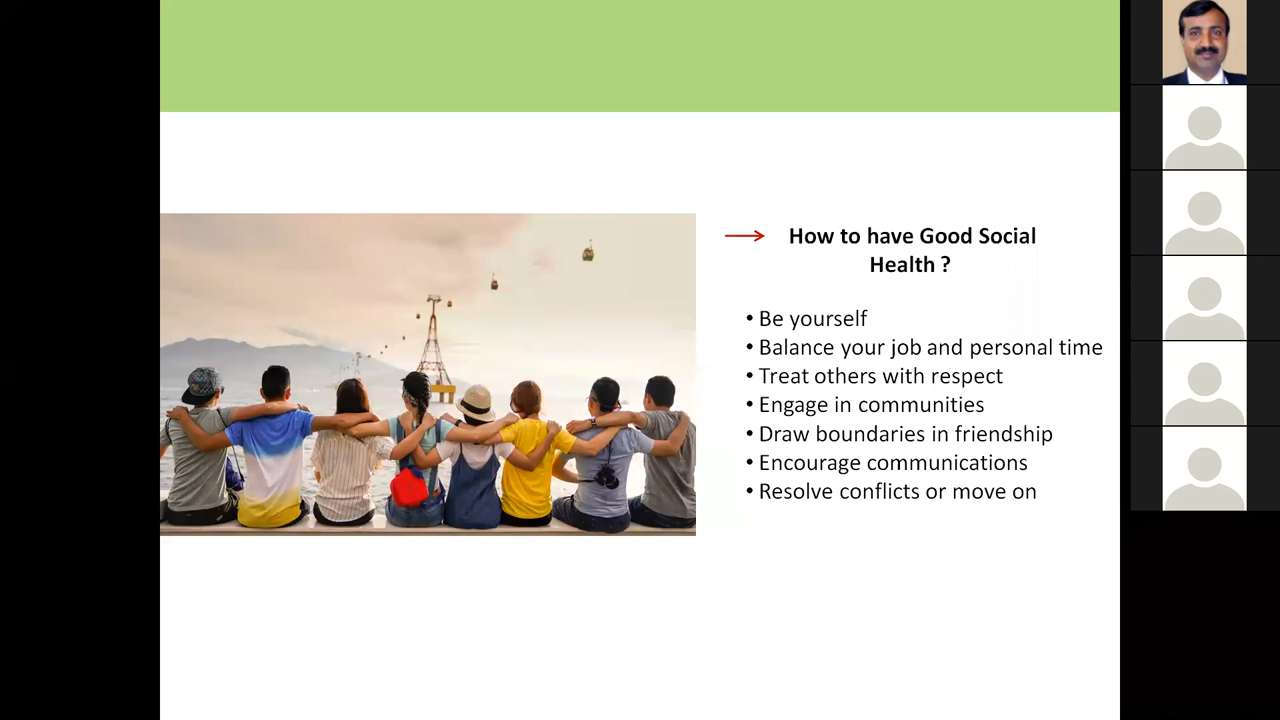 How to have Good Social
Health ?
• Be yourself
• Balance your job and personal time
• Treat others with respect
• Engage in communities
• Draw boundaries in friendship
• Encourage communications
• Resolve conflicts or move on